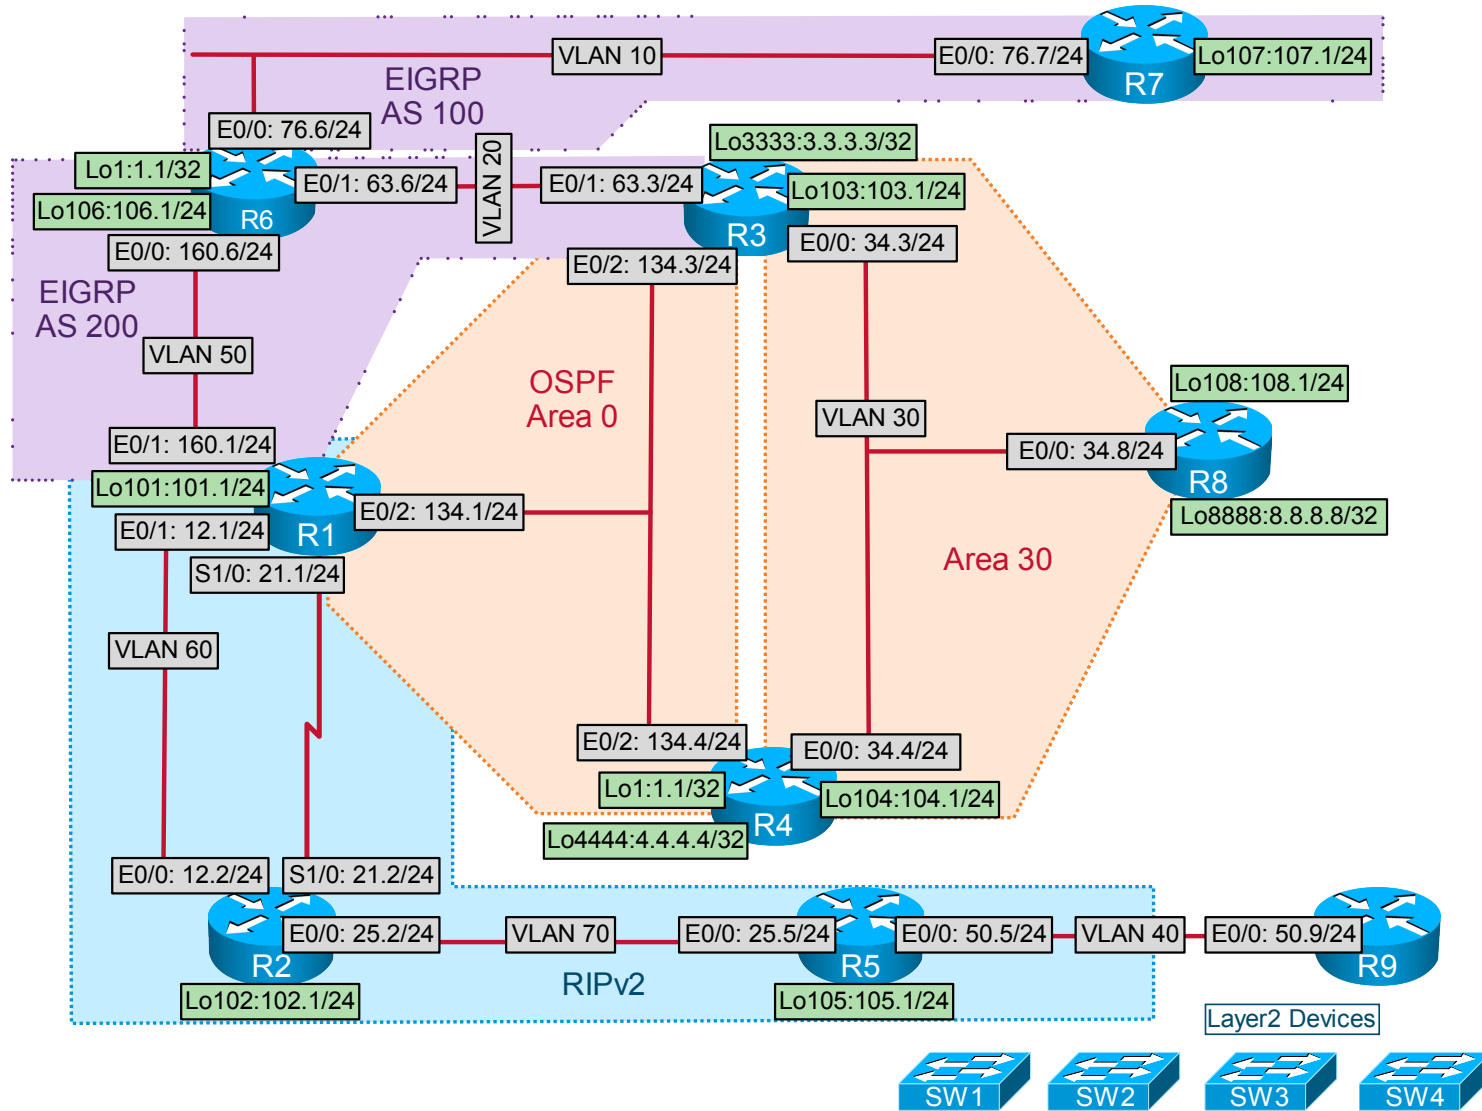 VLAN 10
E0/0: 76.7/24
Lo107:107.1/24
R7
EIGRP
AS 100
E0/0: 76.6/24
Lo1:1.1/32
Lo106:106.1/24
R6
E0/1: 63.6/24
VLAN 20
E0/1: 63.3/24
Lo3333:3.3.3.3/32
Lo103:103.1/24
R3
E0/0: 160.6/24
E0/2: 134.3/24
E0/0: 34.3/24
EIGRP
AS 200
VLAN 50
OSPF
Area 0
VLAN 30
Lo108:108.1/24
E0/0: 34.8/24
R8
Lo8888:8.8.8.8/32
E0/1: 160.1/24
Lo101:101.1/24
E0/1: 12.1/24
R1
E0/2: 134.1/24
S1/0: 21.1/24
Area 30
VLAN 60
E0/2: 134.4/24
E0/0: 34.4/24
Lo1:1.1/32
Lo104:104.1/24
R4
Lo4444:4.4.4.4/32
E0/0: 12.2/24
S1/0: 21.2/24
E0/0: 25.2/24
R2
Lo102:102.1/24
VLAN 70
RIPv2
E0/0: 25.5/24
R5
E0/0: 50.5/24
Lo105:105.1/24
VLAN 40
E0/0: 50.9/24
R9
Layer2 Devices
SW1
SW2
SW3
SW4